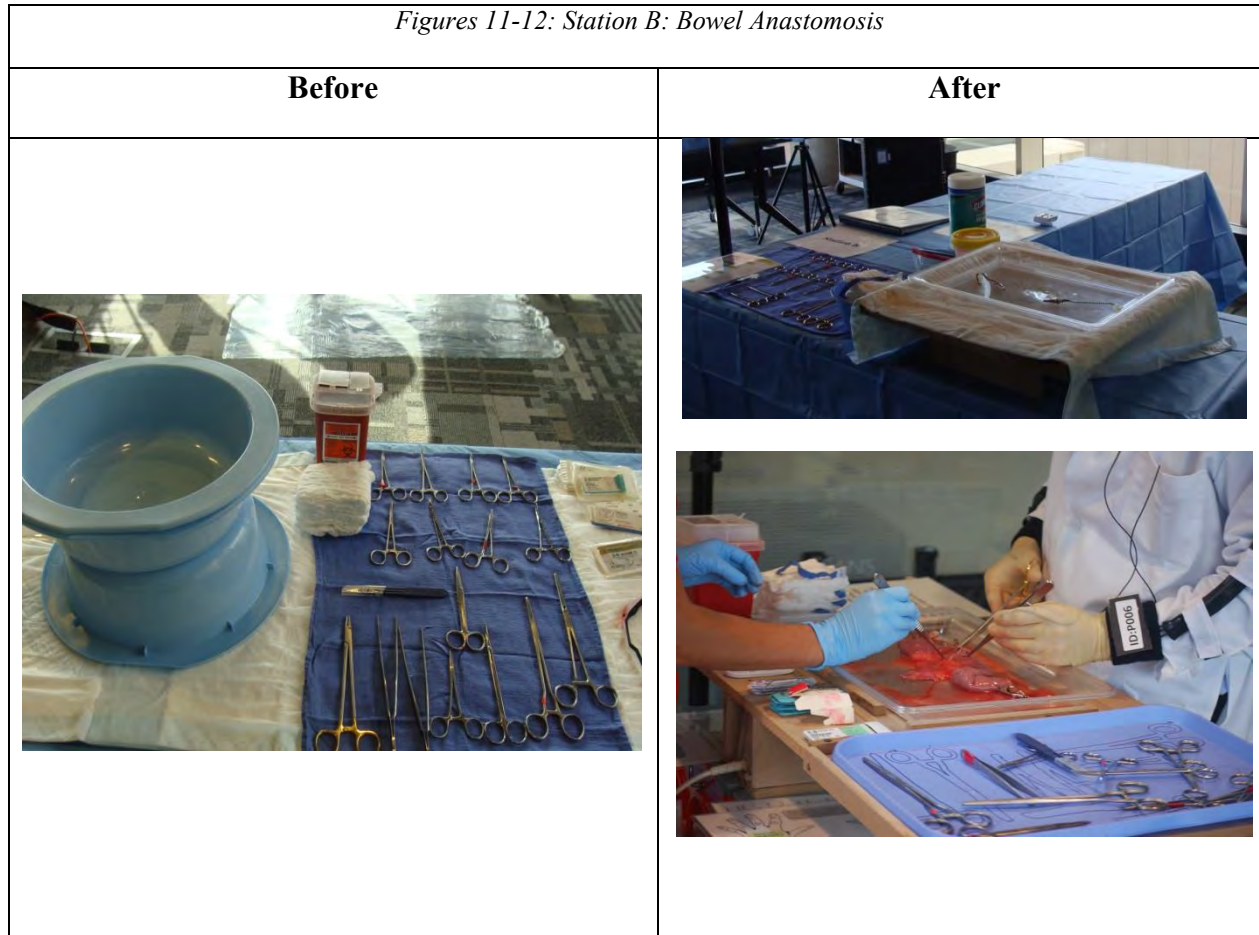 Figures 11-12: Station B: Bowel Anastomosis
Before
After
ID:P006